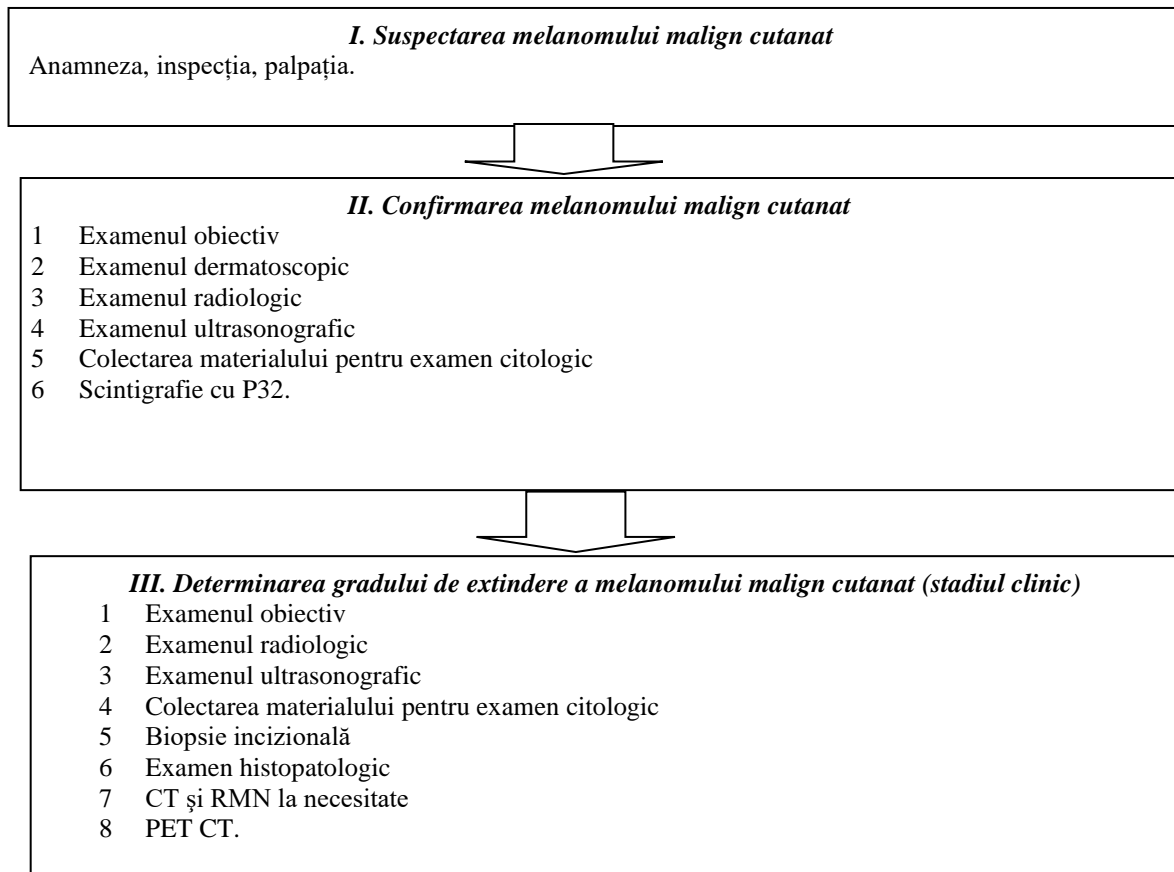 I. Suspectarea melanomului malign cutanat
Anamneza, inspecția, palpația.
II. Confirmarea melanomului malign cutanat
1 Examenul obiectiv
2 Examenul dermatoscopic
3 Examenul radiologic
4 Examenul ultrasonografic
5 Colectarea materialului pentru examen citologic
6 Scintigrafie cu P32.
III. Determinarea gradului de extindere a melanomului malign cutanat (stadiul clinic)
1 Examenul obiectiv
2 Examenul radiologic
3 Examenul ultrasonografic
4 Colectarea materialului pentru examen citologic
5 Biopsie incizională
6 Examen histopatologic
7 CT şi RMN la necesitate
8 PET CT.